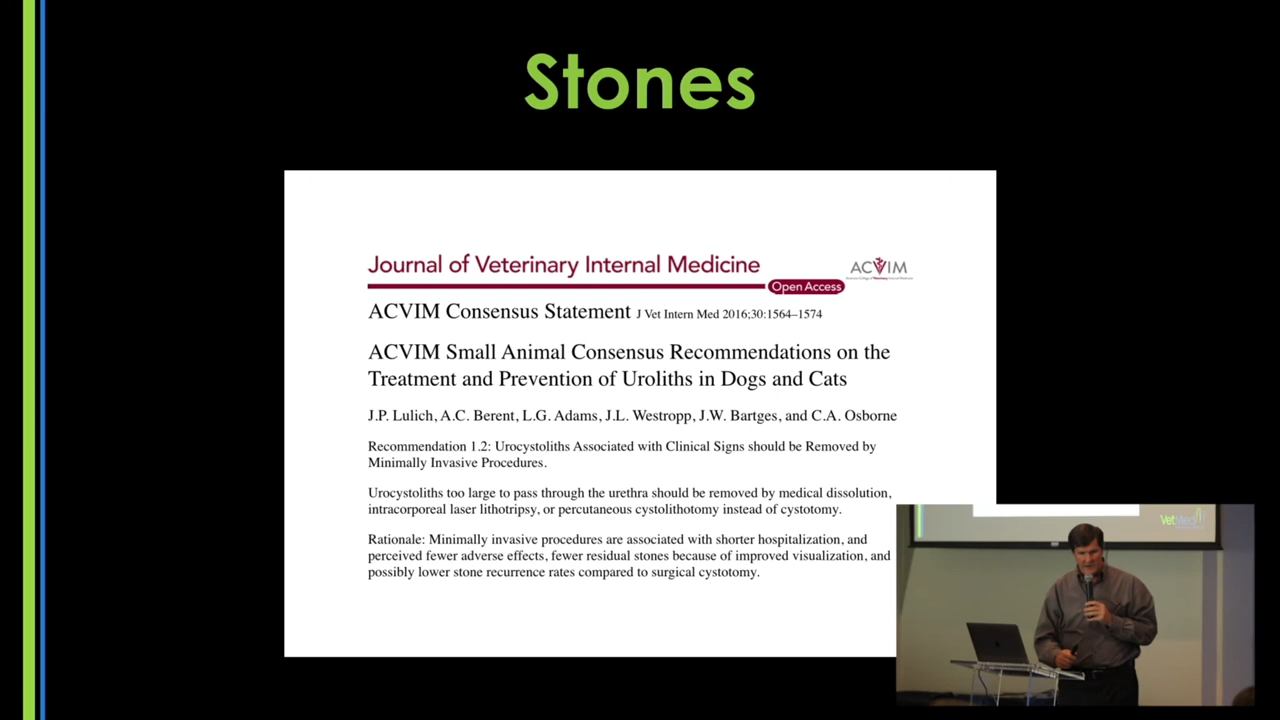 Stones
Journal of Veterinary Internal Medicine
ACVIM
Open Access
ACVIM Consensus Statement J Vet Intern Med 2016;30:1564–1574
ACVIM Small Animal Consensus Recommendations on the
Treatment and Prevention of Uroliths in Dogs and Cats
J.P. Lulich, A.C. Berent, L.G. Adams, J.L. Westropp, J.W. Bartges, and C.A. Osborne
Recommendation 1.2: Urocystoliths Associated with Clinical Signs should be Removed by
Minimally Invasive Procedures.
Urocystoliths too large to pass through the urethra should be removed by medical dissolution,
intracorporeal laser lithotripsy, or percutaneous cystolithotomy instead of cystotomy.
Rationale: Minimally invasive procedures are associated with shorter hospitalization, and
perceived fewer adverse effects, fewer residual stones because of improved visualization, and
possibly lower stone recurrence rates compared to surgical cystotomy.
VetMed